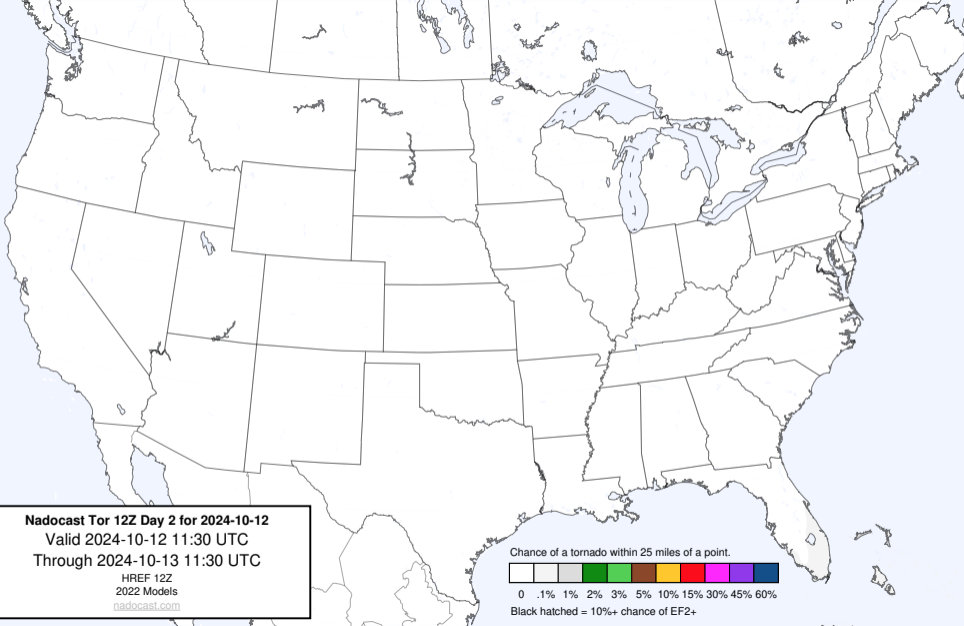 Nadocast Tor 12Z Day 2 for 2024-10-12
Valid 2024-10-12 11:30 UTC
Through 2024-10-13 11:30 UTC
HREF 12Z
2022 Models
nadocast.com
Chance of a tornado within 25 miles of a point.
0 .1% 1% 2% 3% 5% 10% 15% 30% 45% 60%
Black hatched = 10%+ chance of EF2+